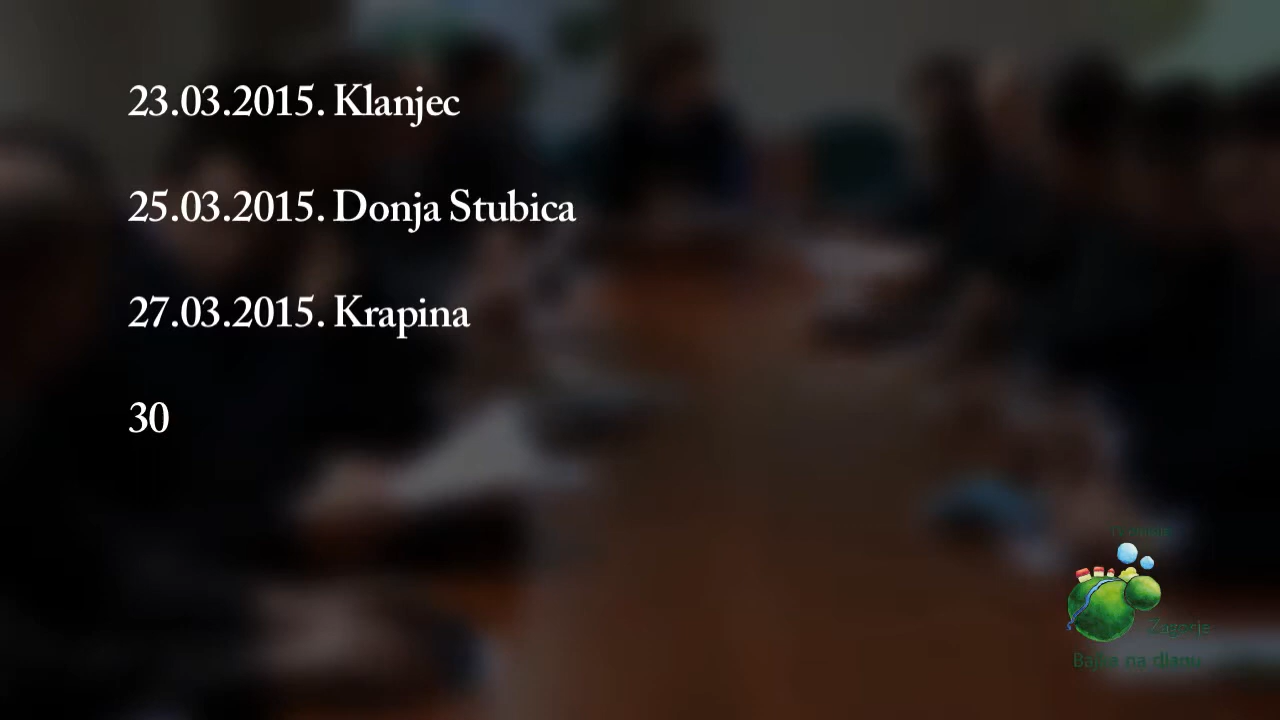 23.03.2015. Klanjec
25.03.2015. Donja Stubica
27.03.2015. Krapina
30
Zagorje
Bajka na dlanu